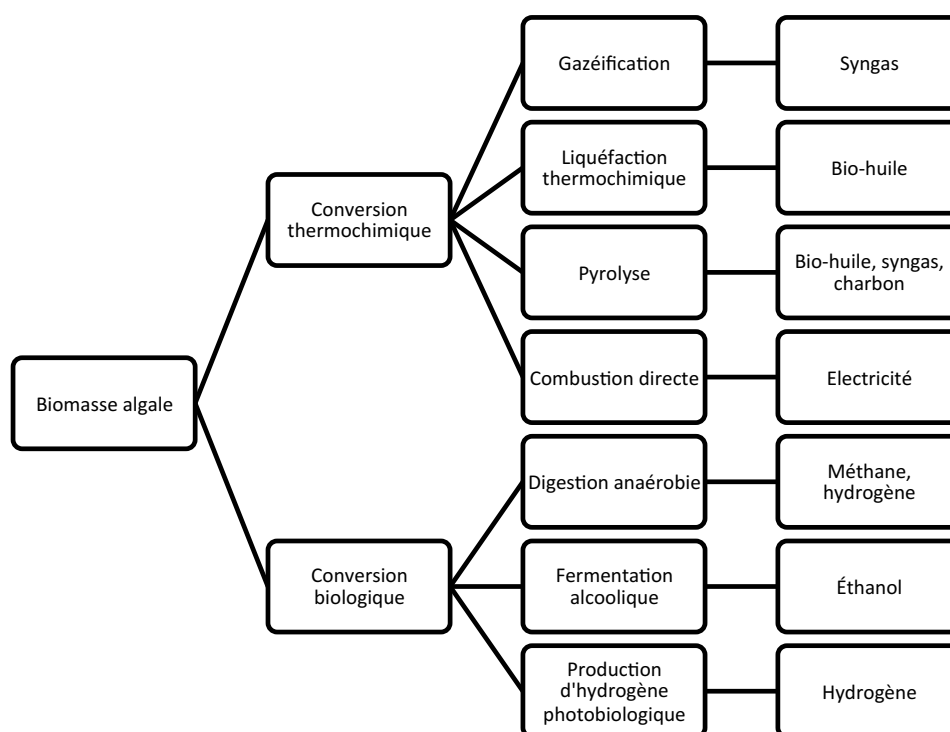 Biomasse algale
Conversion
thermochimique
Gazéification
Syngas
Liquéfaction
thermochimique
Bio-huile
Pyrolyse
Bio-huile, syngas,
charbon
Combustion directe
Electricité
Conversion
biologique
Digestion anaérobie
Méthane,
hydrogène
Fermentation
alcoolique
Éthanol
Production
d'hydrogène
photobiologique
Hydrogène